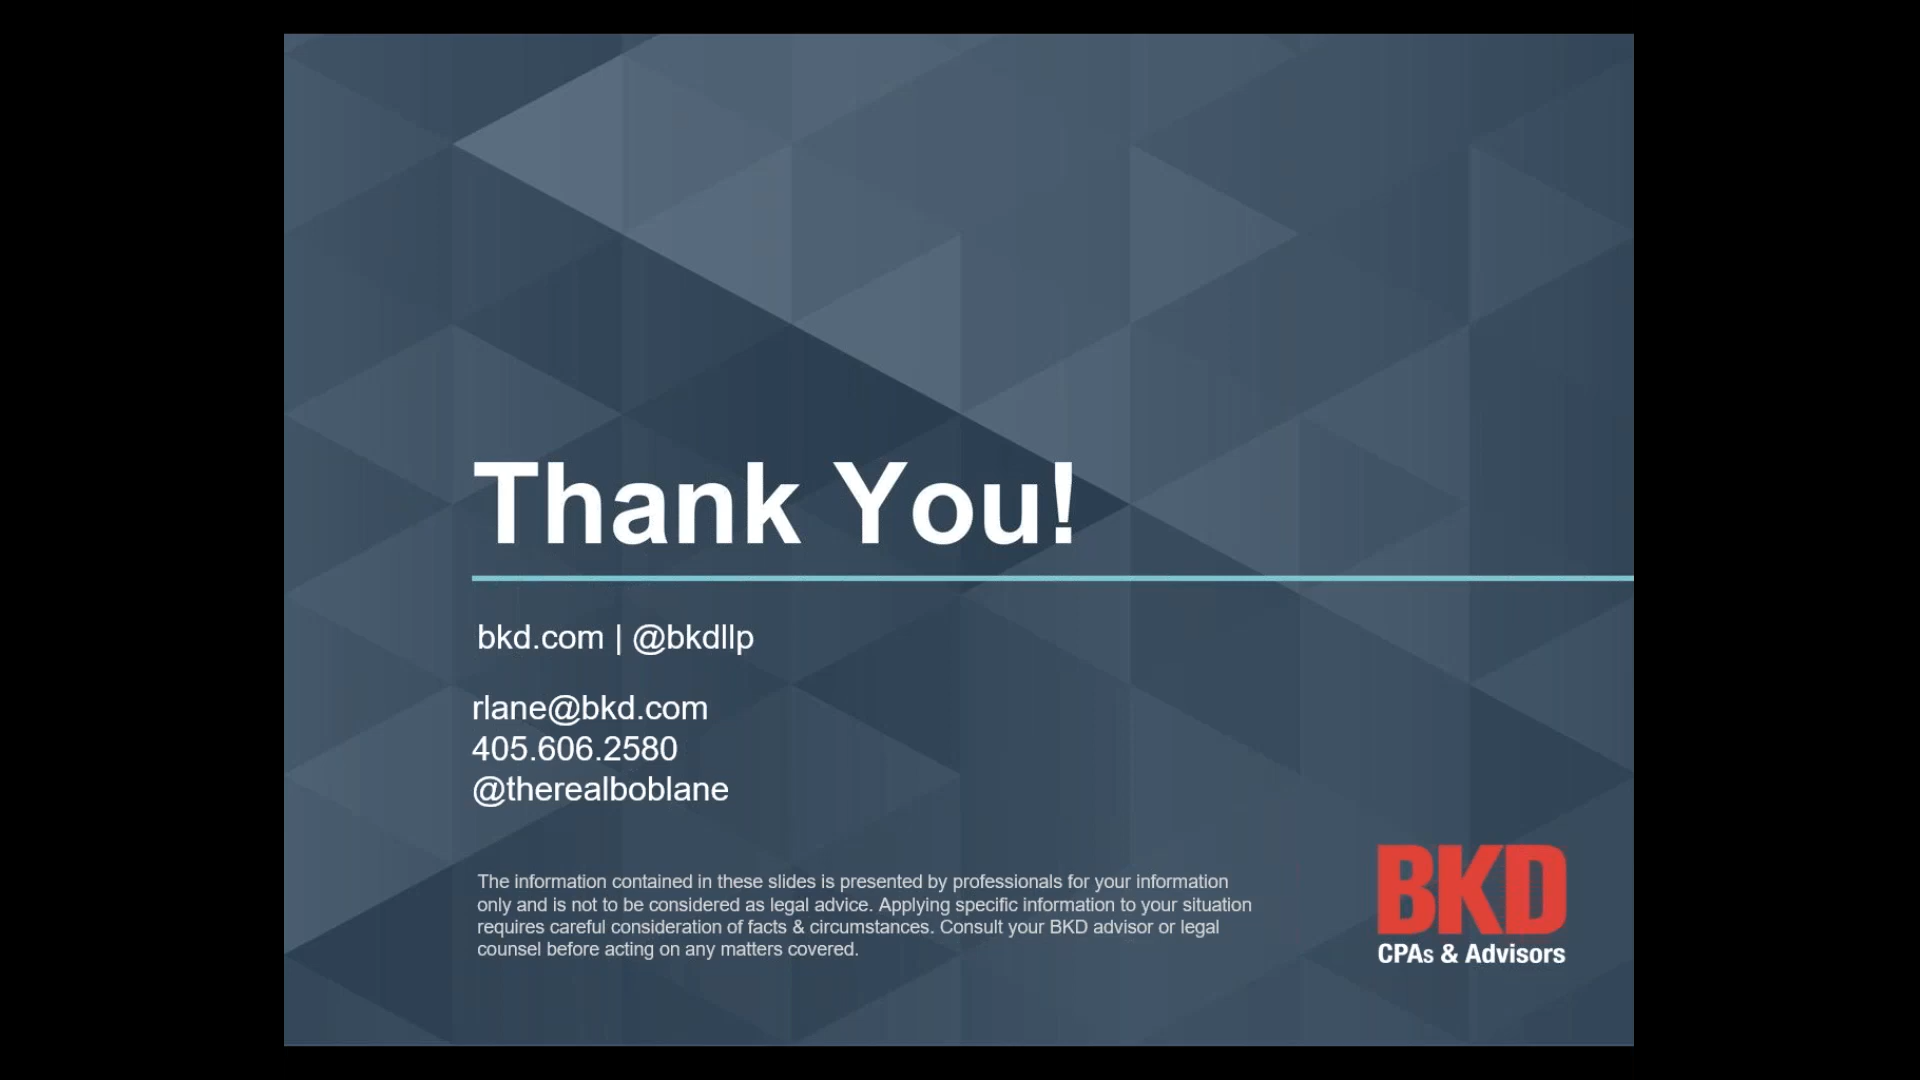 Thank You!
bkd.com | @bkdllp
rlane@bkd.com
405.606.2580
@therealboblane
The information contained in these slides is presented by professionals for your information
only and is not to be considered as legal advice. Applying specific information to your situation
requires careful consideration of facts & circumstances. Consult your BKD advisor or legal
counsel before acting on any matters covered.
BKD
CPAs & Advisors